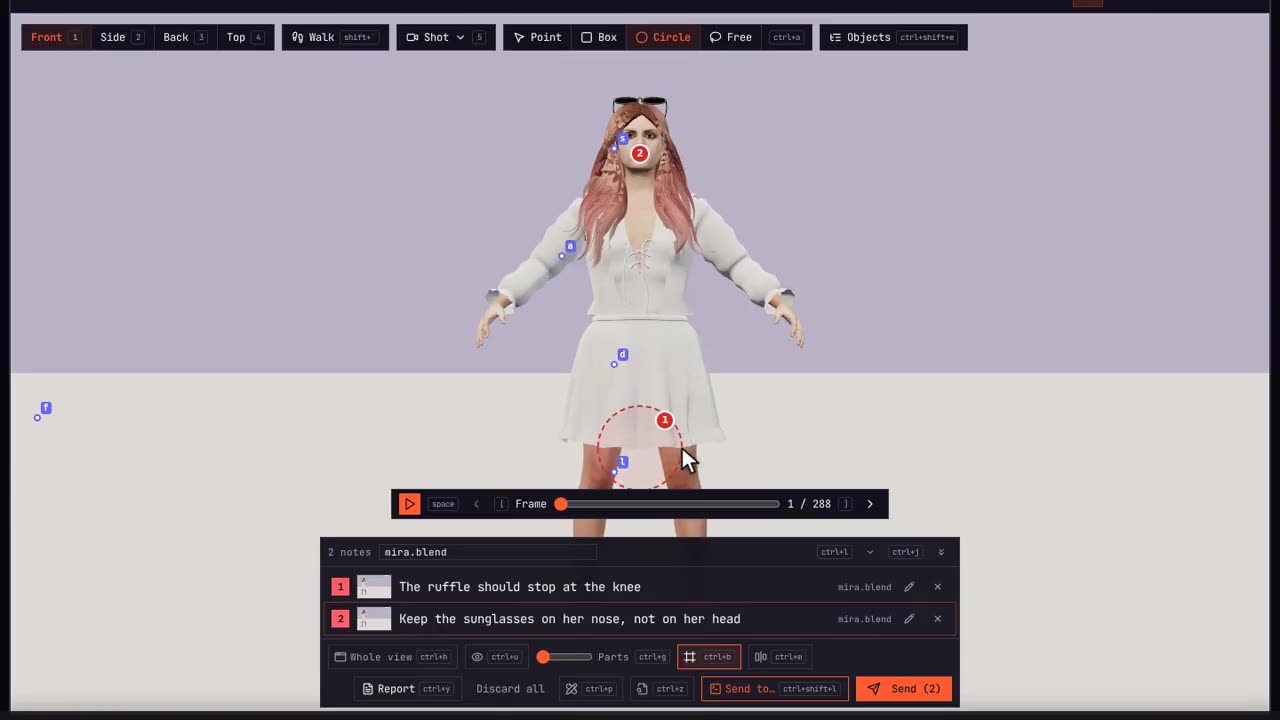 Front 1 Side 2 Back 3 Top 4 Walk shift+` Shot 5 Point Box Circle Free ctrl+a Objects ctrl+shift+e
s
2
a
d
f
1
l
space [ Frame 1 / 288 ]
2 notes mira.blend ctrl+l ctrl+j
1 The ruffle should stop at the knee mira.blend
2 Keep the sunglasses on her nose, not on her head mira.blend
Whole view ctrl+h ctrl+u Parts ctrl+g ctrl+b ctrl+m
Report ctrl+y Discard all ctrl+p ctrl+z Send to… ctrl+shift+l Send (2)